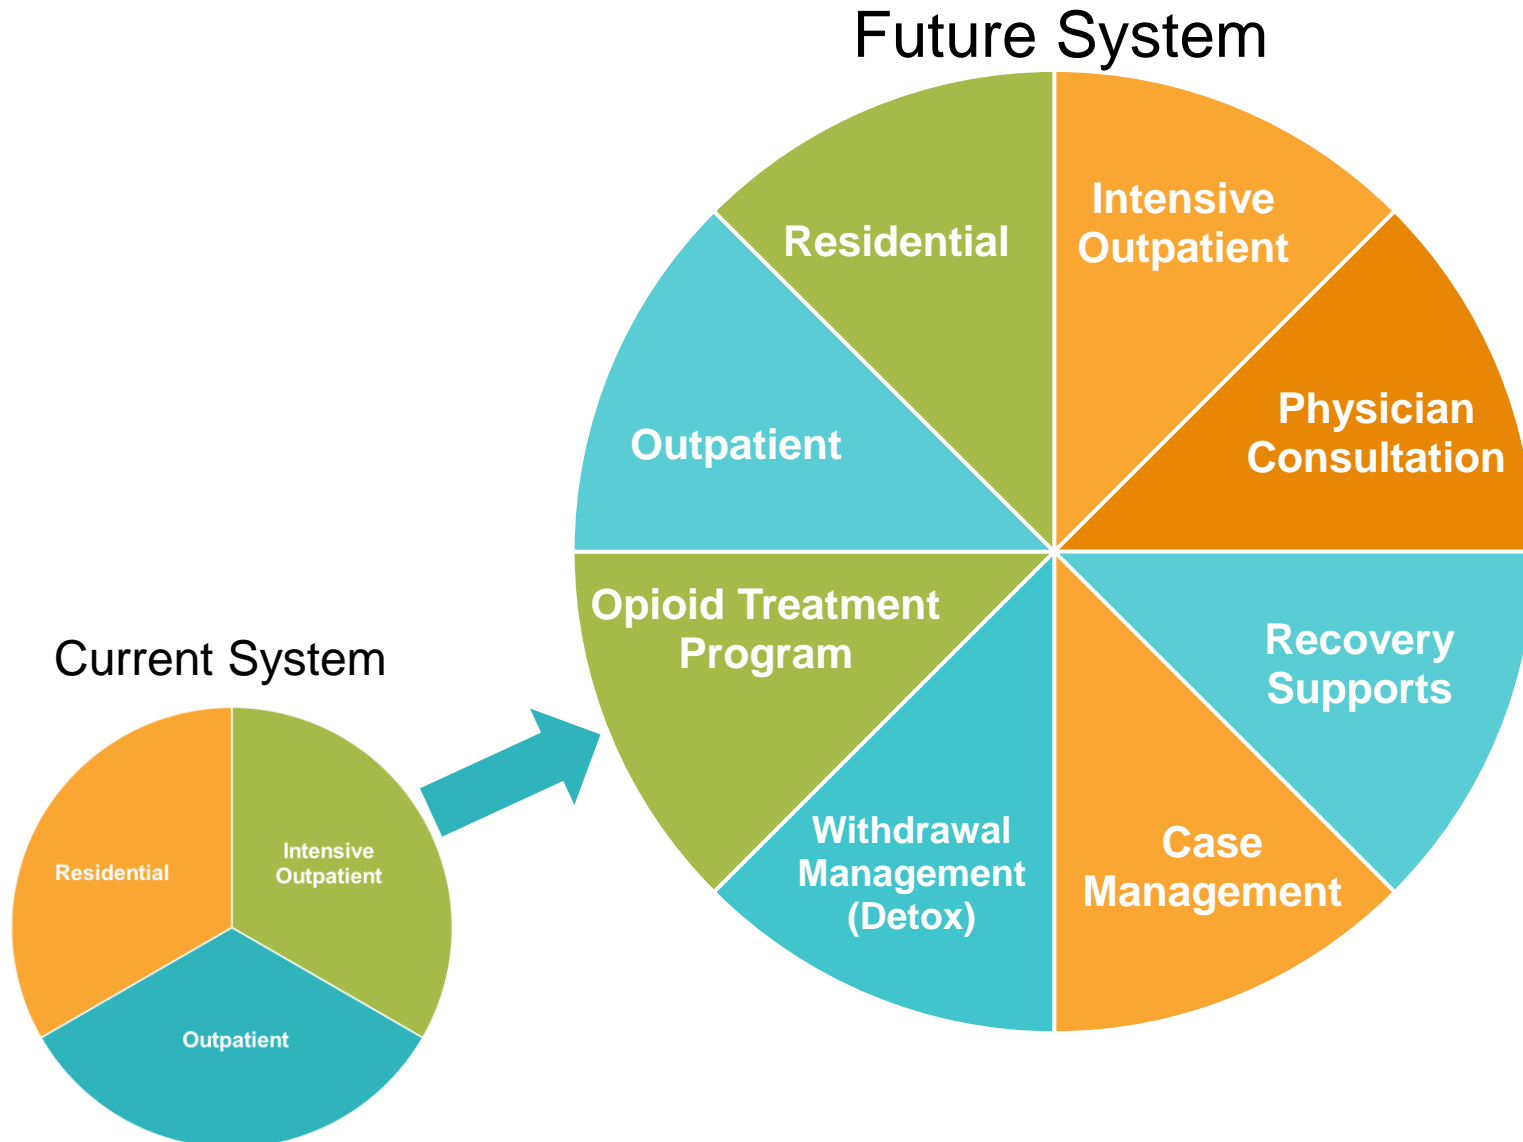 Future System
Intensive
Outpatient
Physician
Consultation
Recovery
Supports
Case
Management
Withdrawal
Management
(Detox)
Opioid Treatment
Program
Outpatient
Residential
Current System
Intensive
Outpatient
Outpatient
Residential